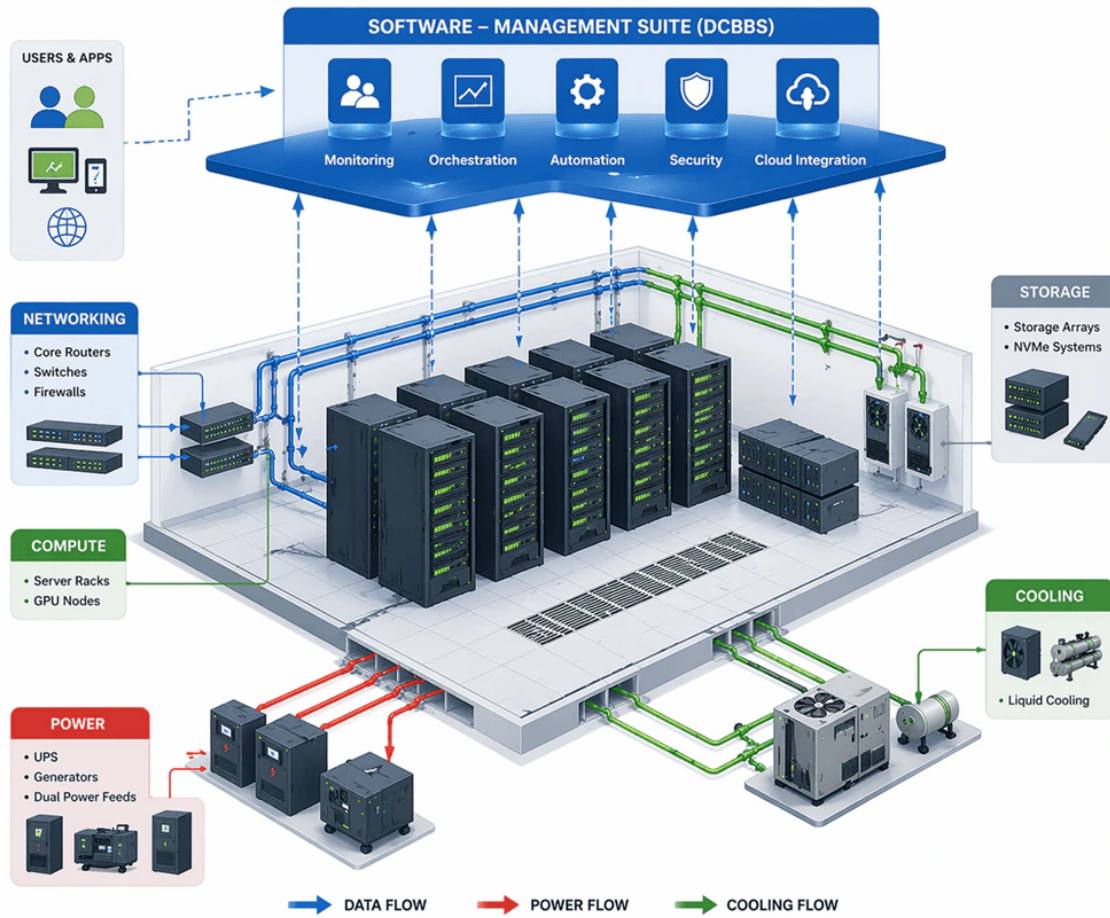 SOFTWARE – MANAGEMENT SUITE (DCBBS)
USERS & APPS
Monitoring
Orchestration
Automation
Security
Cloud Integration
NETWORKING
• Core Routers
• Switches
• Firewalls
STORAGE
• Storage Arrays
• NVMe Systems
COMPUTE
• Server Racks
• GPU Nodes
COOLING
• Liquid Cooling
POWER
• UPS
• Generators
• Dual Power Feeds
DATA FLOW
POWER FLOW
COOLING FLOW